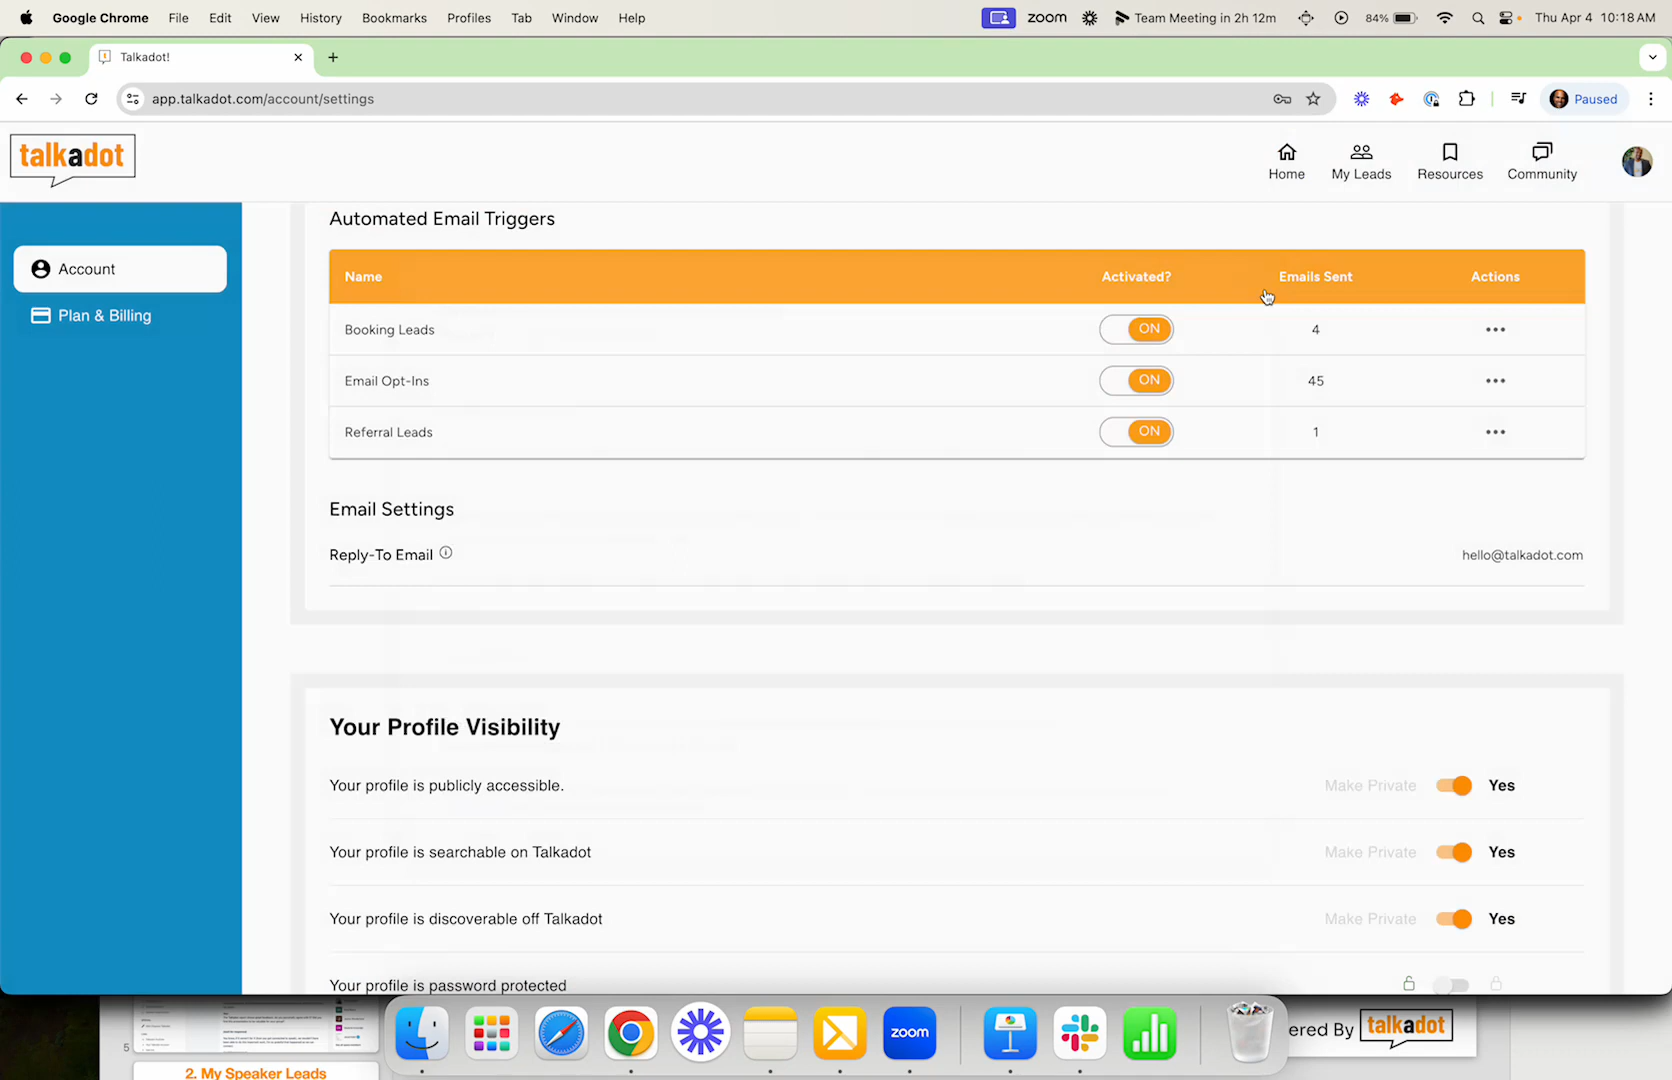 Google Chrome File Edit View History Bookmarks Profiles Tab Window Help
zoom Team Meeting in 2h 12m 84% Thu Apr 4 10:18 AM
Talkadot!
app.talkadot.com/account/settings
Paused
talkadot
Home My Leads Resources Community
Account
Plan & Billing
Automated Email Triggers
Name Activated? Emails Sent Actions
Booking Leads ON 4
Email Opt-Ins ON 45
Referral Leads ON 1
Email Settings
Reply-To Email hello@talkadot.com
Your Profile Visibility
Your profile is publicly accessible. Make Private Yes
Your profile is searchable on Talkadot Make Private Yes
Your profile is discoverable off Talkadot Make Private Yes
Your profile is password protected
5
2. My Speaker Leads
zoom
ered By talkadot